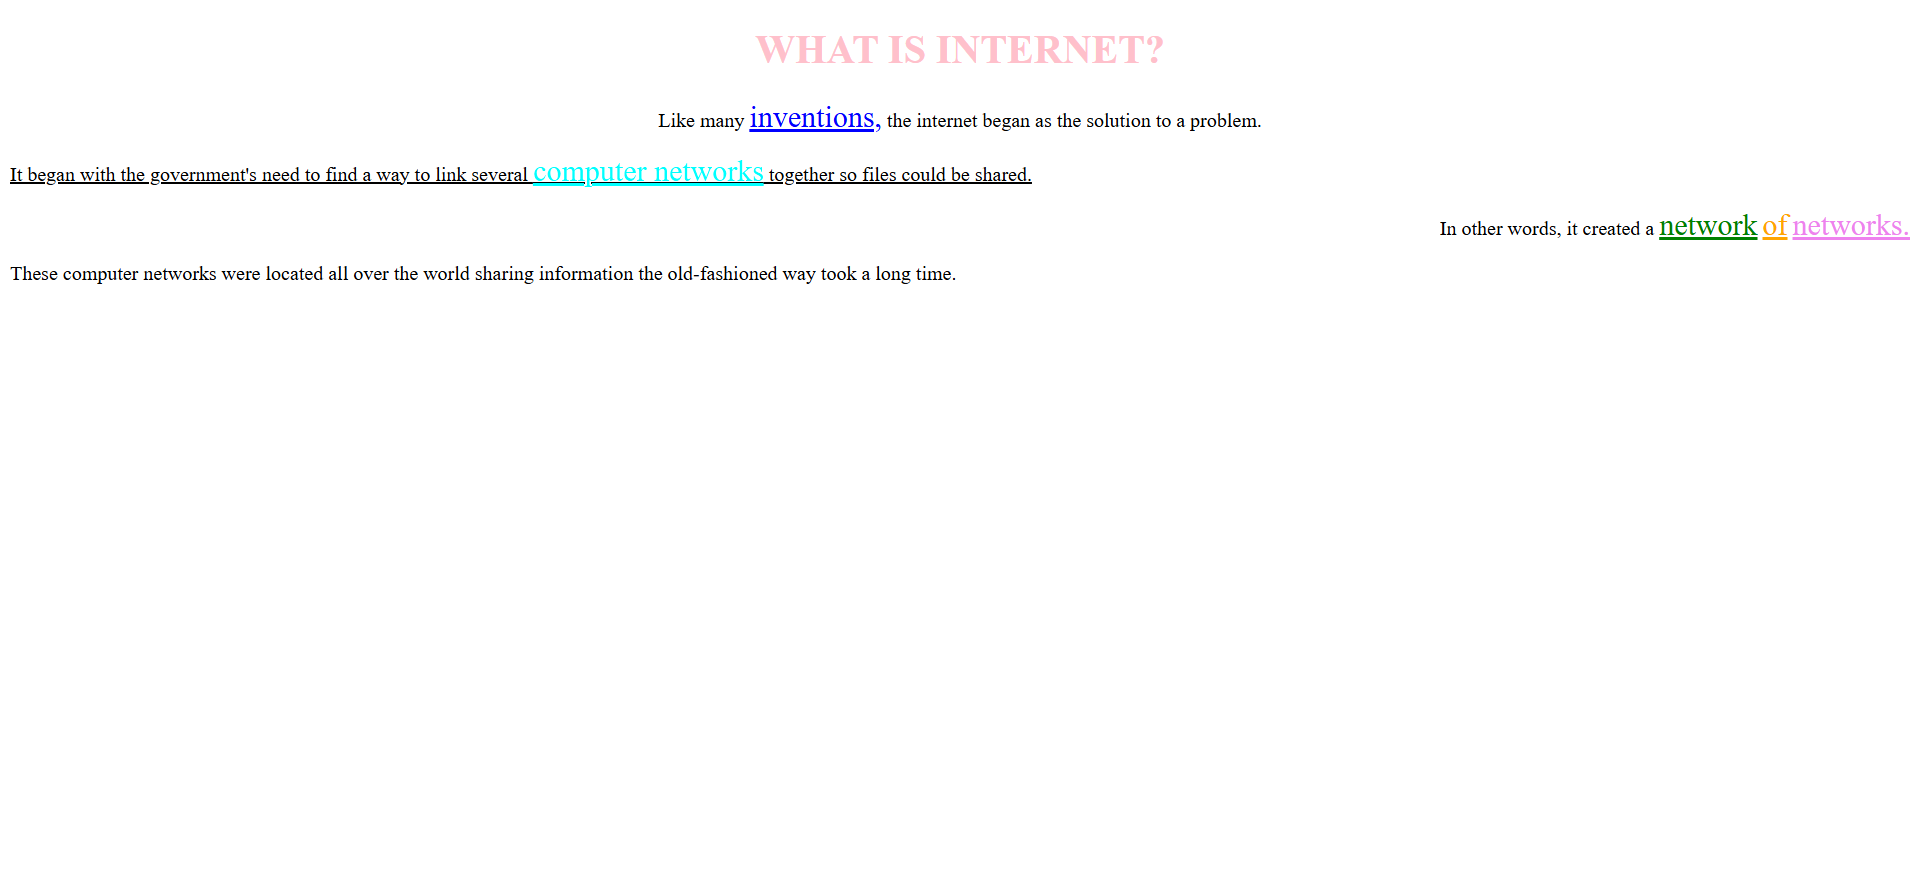 WHAT IS INTERNET?
Like many inventions, the internet began as the solution to a problem.
It began with the government's need to find a way to link several computer networks together so files could be shared.
In other words, it created a network of networks.
These computer networks were located all over the world sharing information the old-fashioned way took a long time.